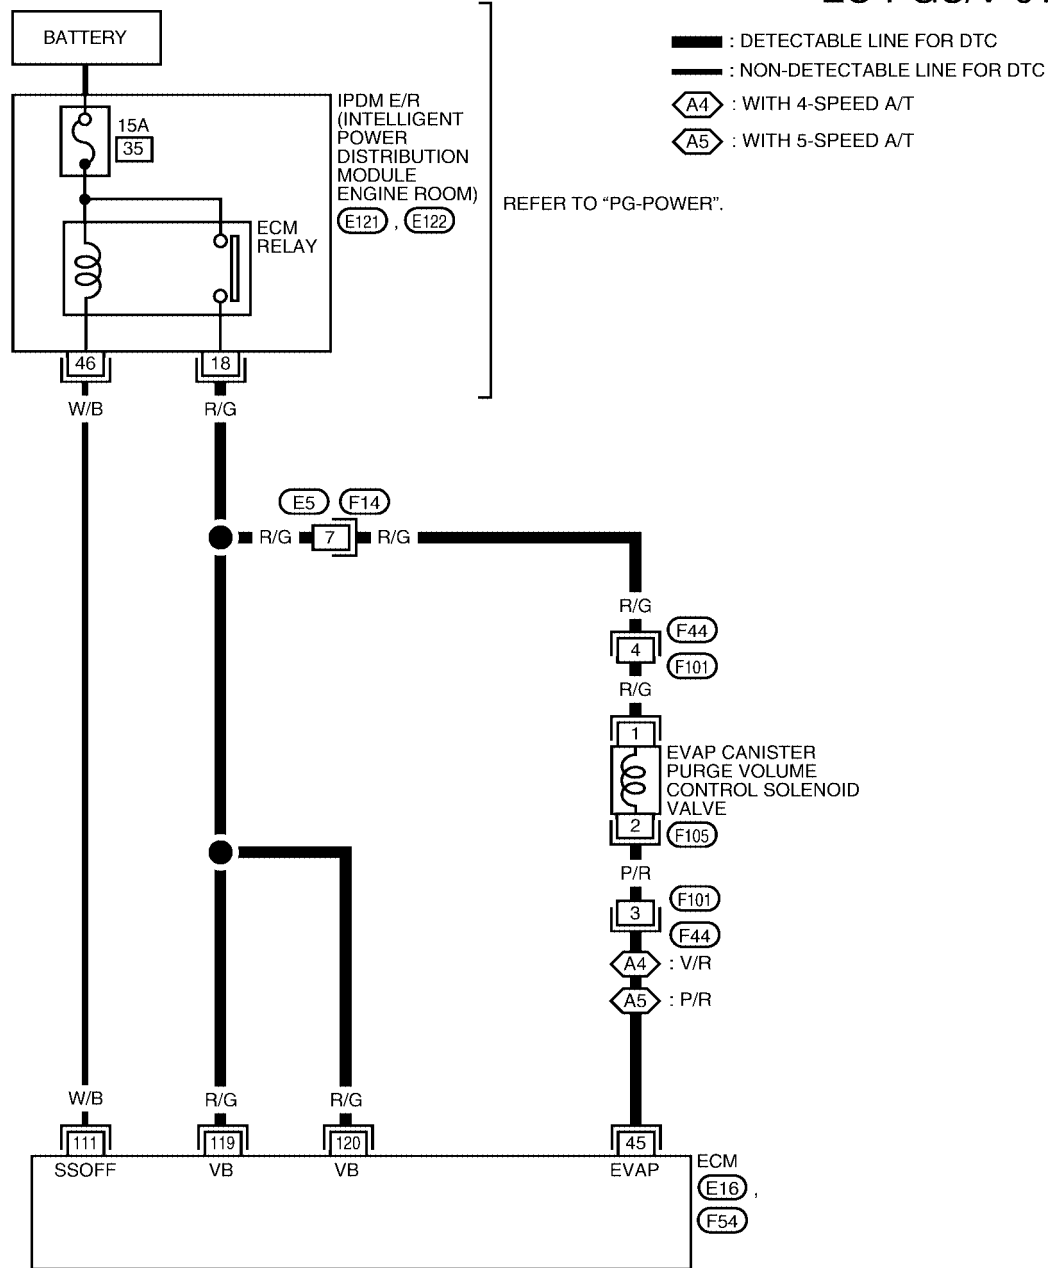 BATTERY
: DETECTABLE LINE FOR DTC
: NON-DETECTABLE LINE FOR DTC
A4 : WITH 4-SPEED A/T
A5 : WITH 5-SPEED A/T
15A
35
IPDM E/R
(INTELLIGENT
POWER
DISTRIBUTION
MODULE
ENGINE ROOM)
E121 , E122
REFER TO “PG-POWER”.
ECM
RELAY
46 18
W/B R/G
E5 F14
R/G 7 R/G
R/G
F44
4
F101
R/G
1
EVAP CANISTER
PURGE VOLUME
CONTROL SOLENOID
VALVE
2
F105
P/R
F101
3
F44
A4 : V/R
A5 : P/R
W/B R/G R/G
111 119 120 45
SSOFF VB VB EVAP
ECM
E16 ,
F54